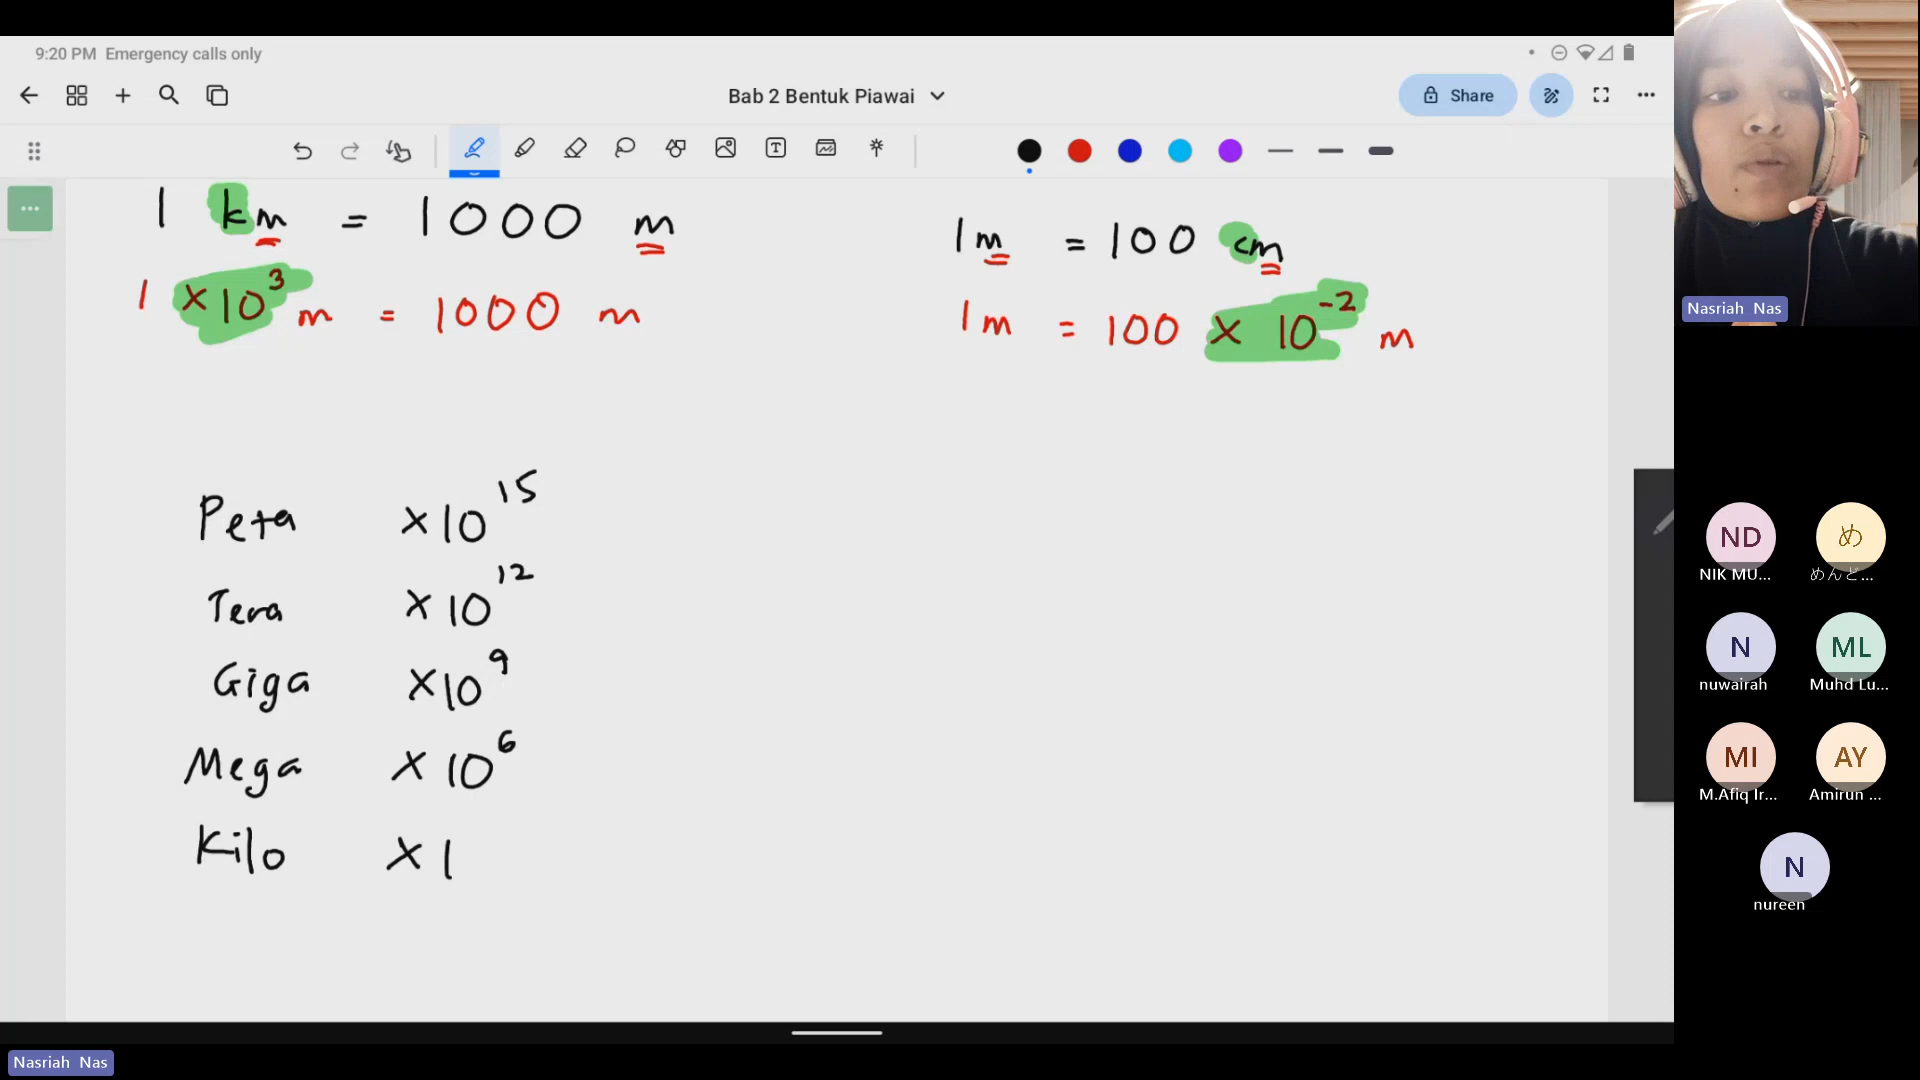 9:20 PM Emergency calls only
Bab 2 Bentuk Piawai
Share
1 km = 1000 m
1 ×10³ m = 1000 m
1m = 100 cm
1m = 100 × 10⁻² m
Peta ×10¹⁵
Tera ×10¹²
Giga ×10⁹
Mega ×10⁶
Kilo ×1
Nasriah Nas
ND
NIK MU...
め
めんど...
N
nuwairah
ML
Muhd Lu...
MI
M.Afiq Ir...
AY
Amirun ...
N
nureen
Nasriah Nas